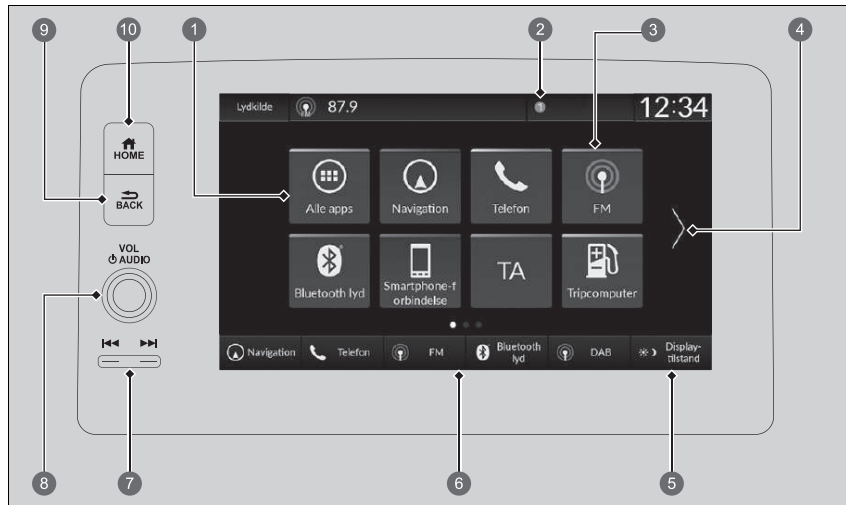 9
10
1
2
3
4
Lydkilde
87.9
1
12:34
HOME
BACK
VOL
AUDIO
Alle apps
Navigation
Telefon
FM
Bluetooth lyd
Smartphone-f
orbindelse
TA
Tripcomputer
Navigation
Telefon
FM
Bluetooth
lyd
DAB
Display-
tilstand
8
7
6
5